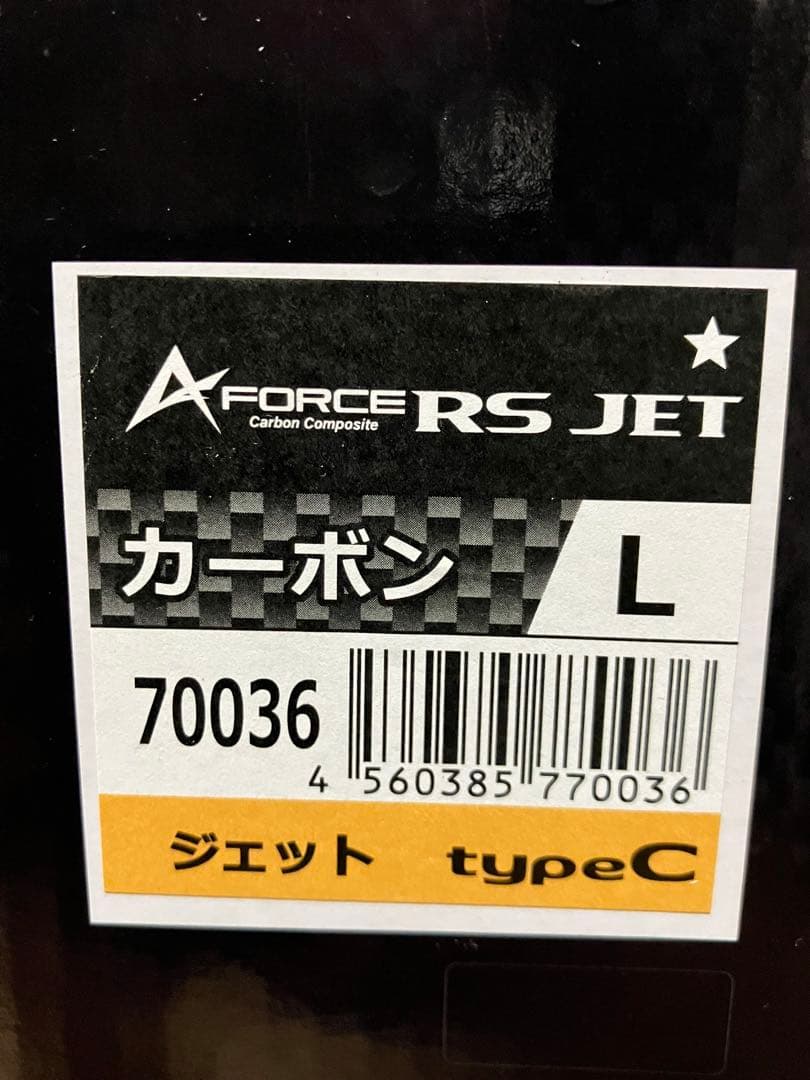 A FORCE RS JET
Carbon Composite
カーボン L
70036
4 560385 770036
ジェット typeC